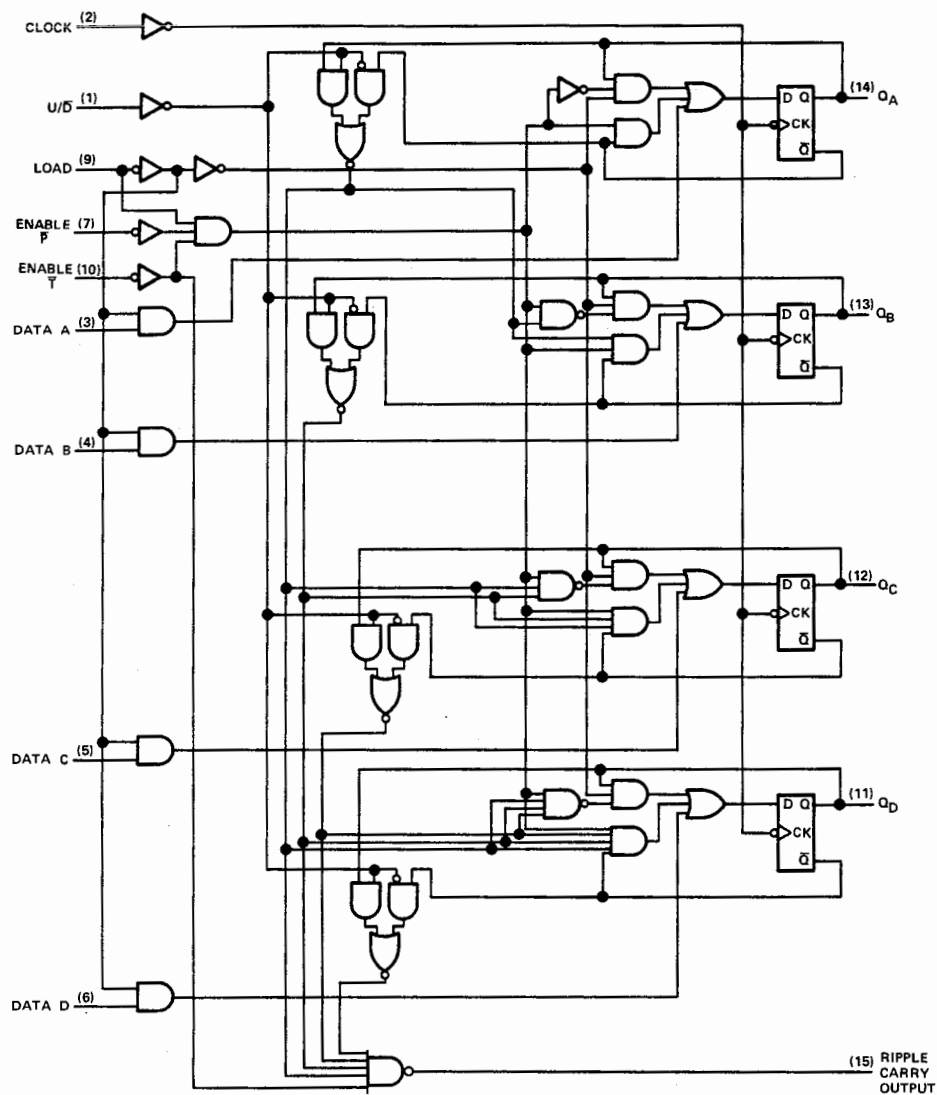 CLOCK (2)
U/D̅ (1)
LOAD (9)
ENABLE P̅ (7)
ENABLE T̅ (10)
DATA A (3)
DATA B (4)
DATA C (5)
DATA D (6)
D Q
CK
Q̅
(14) QA
D Q
CK
Q̅
(13) QB
D Q
CK
Q̅
(12) QC
D Q
CK
Q̅
(11) QD
(15) RIPPLE
CARRY
OUTPUT